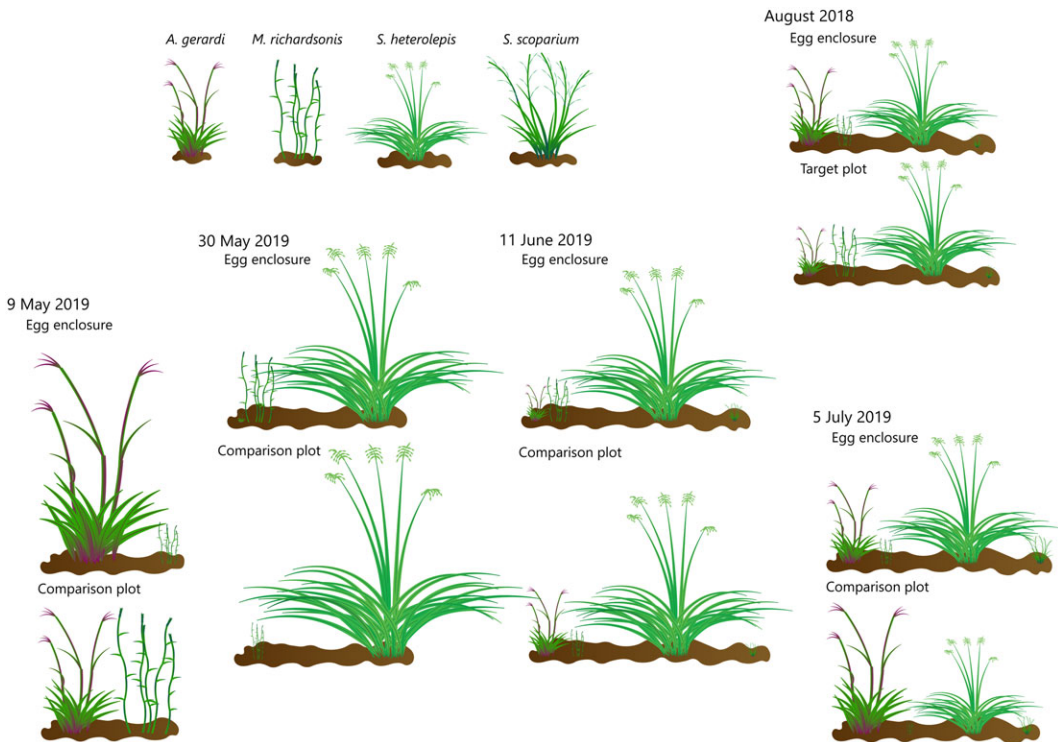 A. gerardi
M. richardsonis
S. heterolepis
S. scoparium
August 2018
Egg enclosure
Target plot
30 May 2019
Egg enclosure
Comparison plot
11 June 2019
Egg enclosure
Comparison plot
9 May 2019
Egg enclosure
Comparison plot
5 July 2019
Egg enclosure
Comparison plot